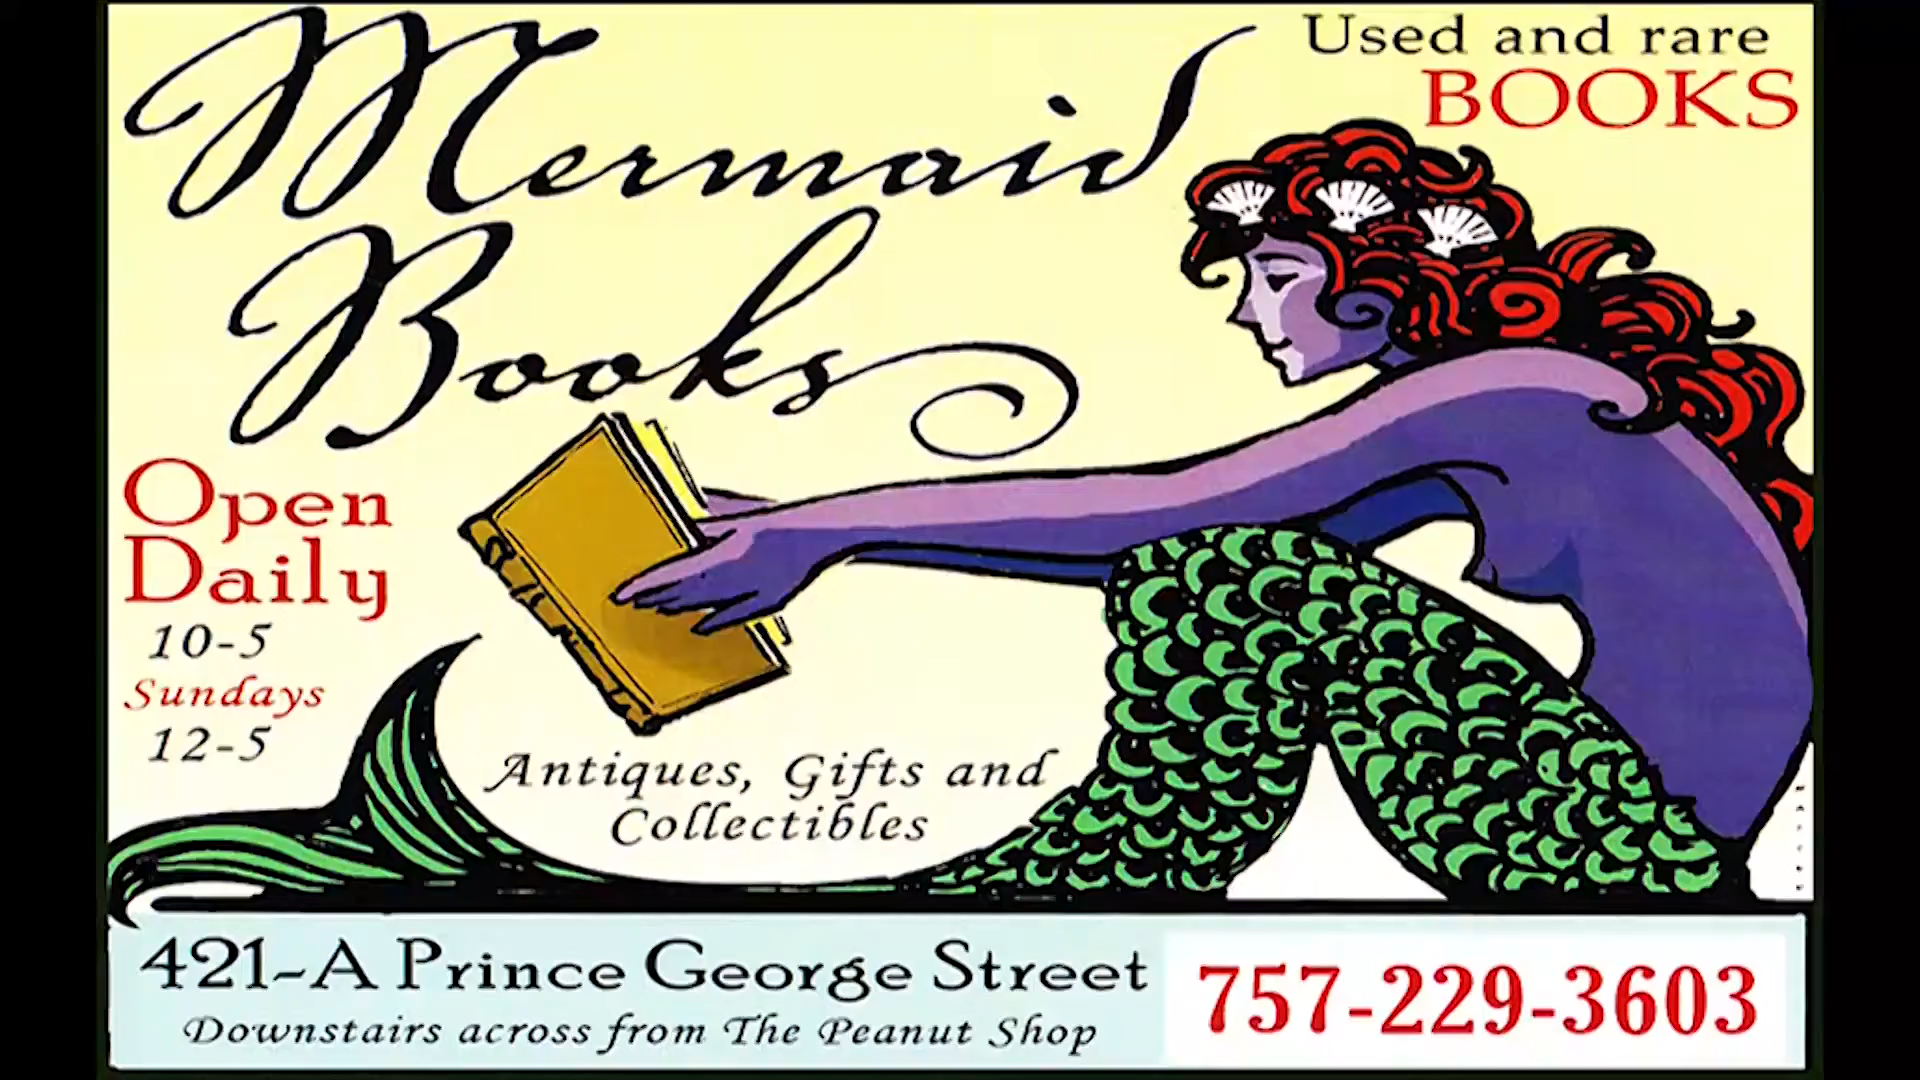 Mermaid
Books
Used and rare
BOOKS
Open
Daily
10-5
Sundays
12-5
Antiques, Gifts and
Collectibles
421-A Prince George Street
Downstairs across from The Peanut Shop
757-229-3603